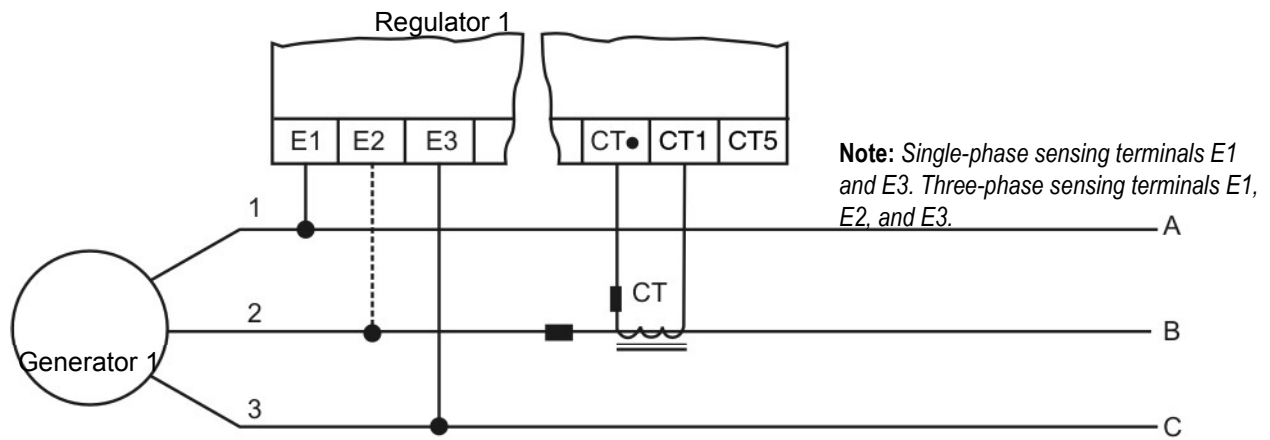 Regulator 1
E1 E2 E3 CT● CT1 CT5
Note: Single-phase sensing terminals E1
and E3. Three-phase sensing terminals E1,
E2, and E3.
1
A
CT
2
B
Generator 1
3
C